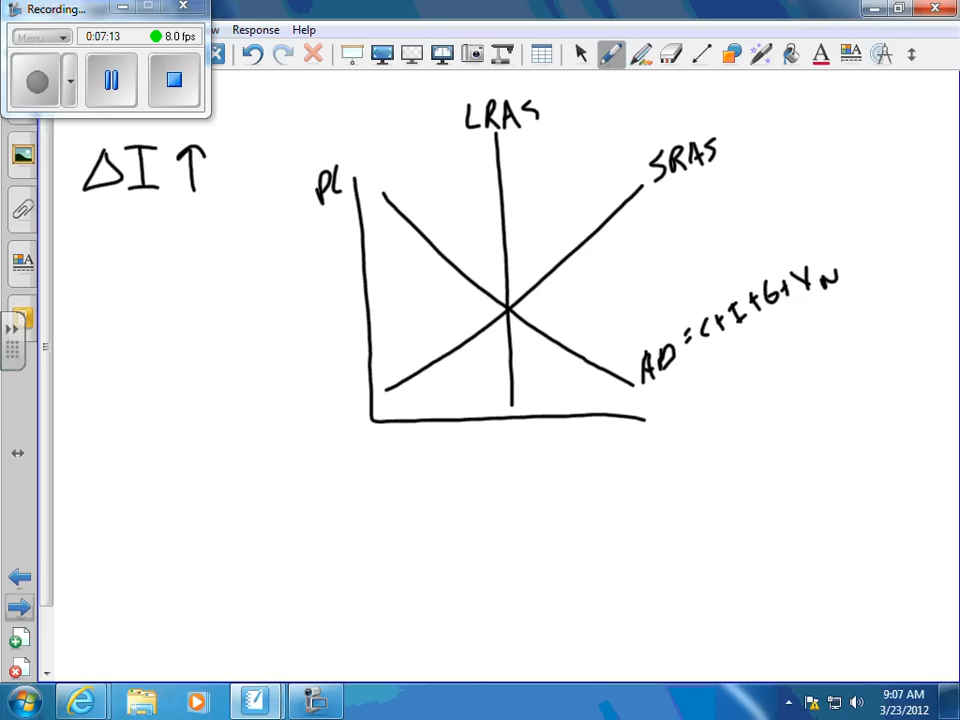 Recording...
Menu
0:07:13
8.0 fps
w Response Help
LRAS
ΔI↑
PL
SRAS
AD = C+I+G+XN
9:07 AM
3/23/2012